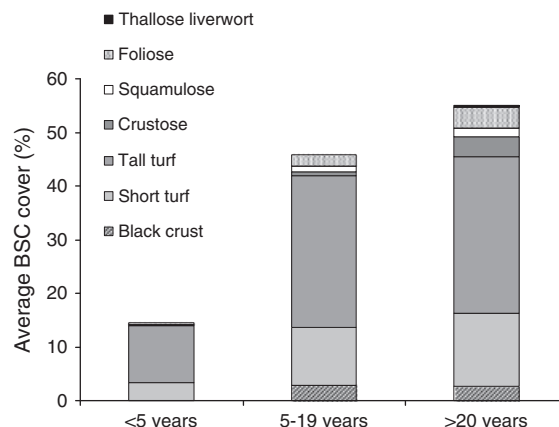 Thallose liverwort
Foliose
Squamulose
Crustose
Tall turf
Short turf
Black crust
Average BSC cover (%)
60
50
40
30
20
10
0
<5 years
5-19 years
>20 years